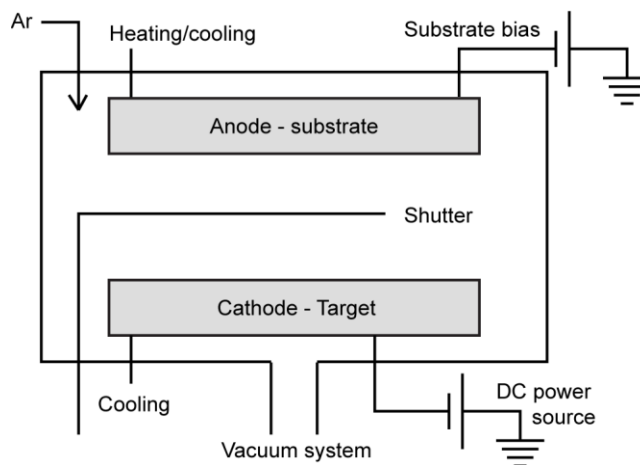 Ar
Heating/cooling
Substrate bias
Anode - substrate
Shutter
Cathode - Target
Cooling
Vacuum system
DC power
source